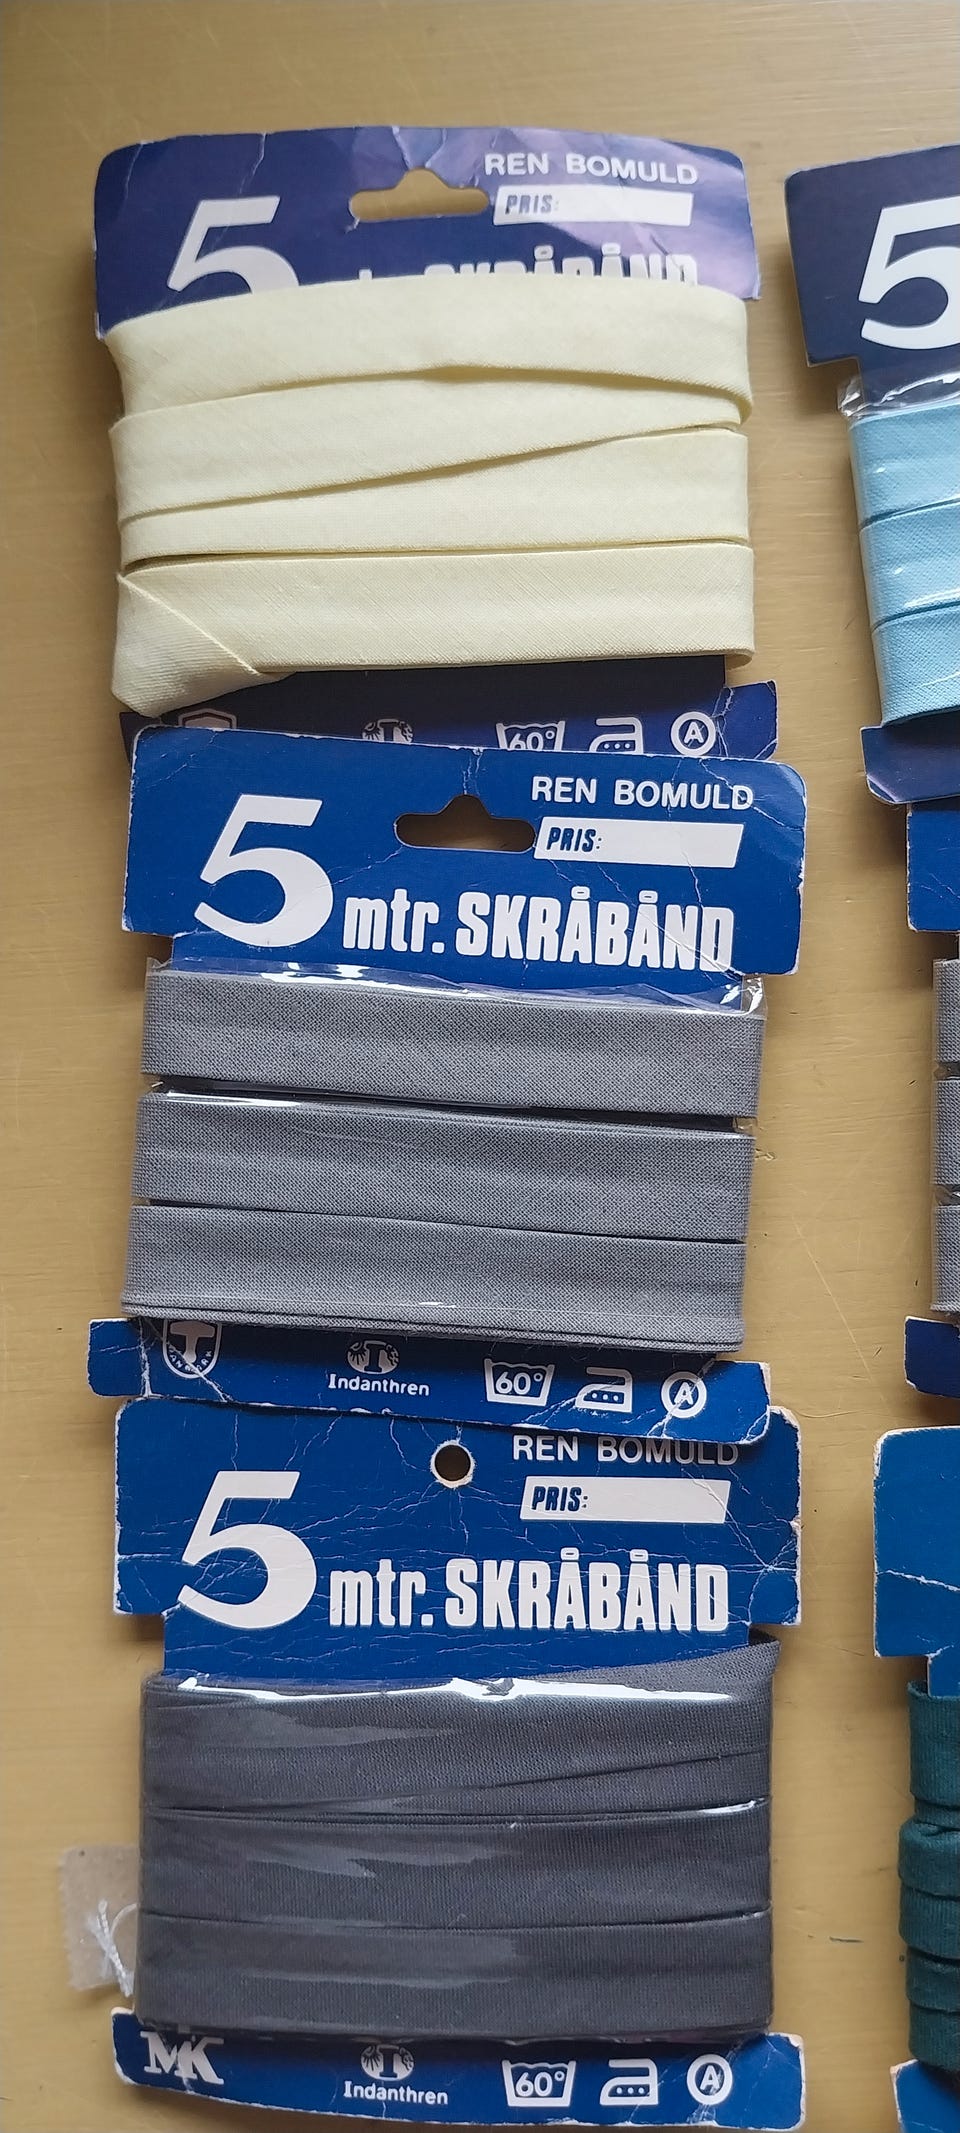 REN BOMULD
PRIS:
5
SKRÅBÅND
60°
A
5
REN BOMULD
PRIS:
5 mtr. SKRÅBÅND
Indanthren
60°
A
REN BOMULD
PRIS:
5 mtr. SKRÅBÅND
MK
Indanthren
60°
A